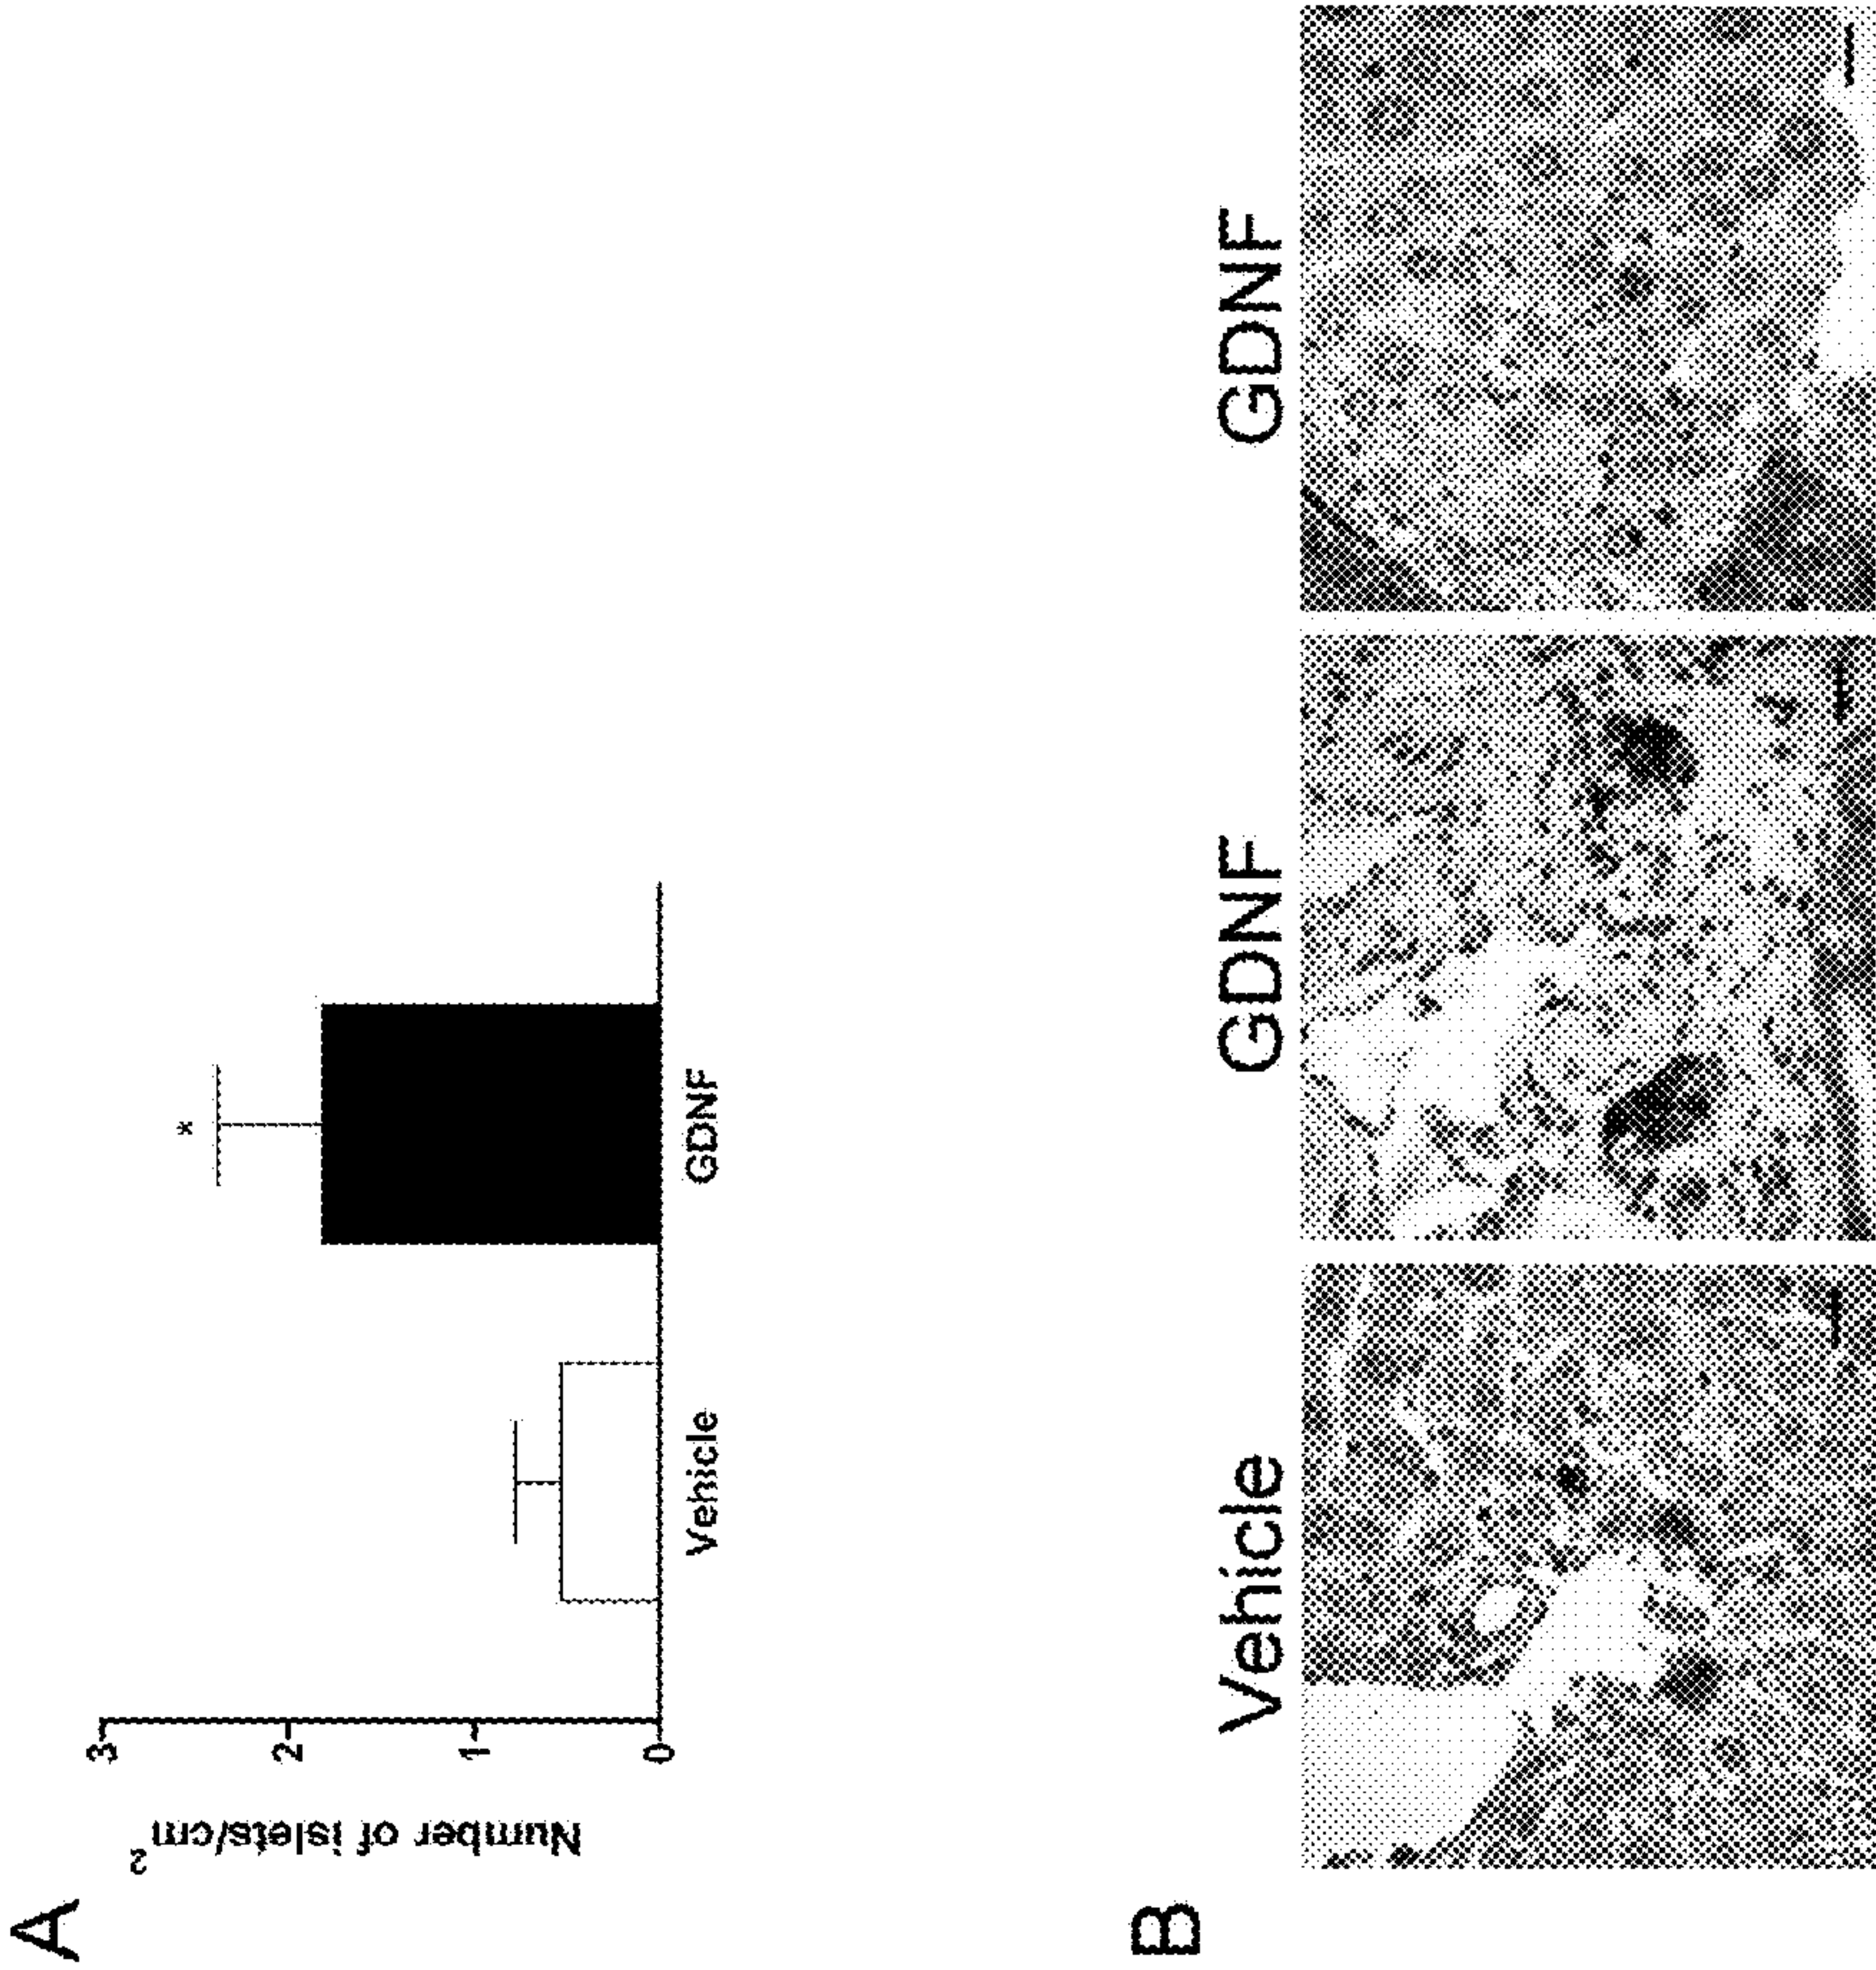 A
Number of islets/cm²
3
2
1
0
*
Vehicle
GDNF
B
Vehicle
GDNF
GDNF